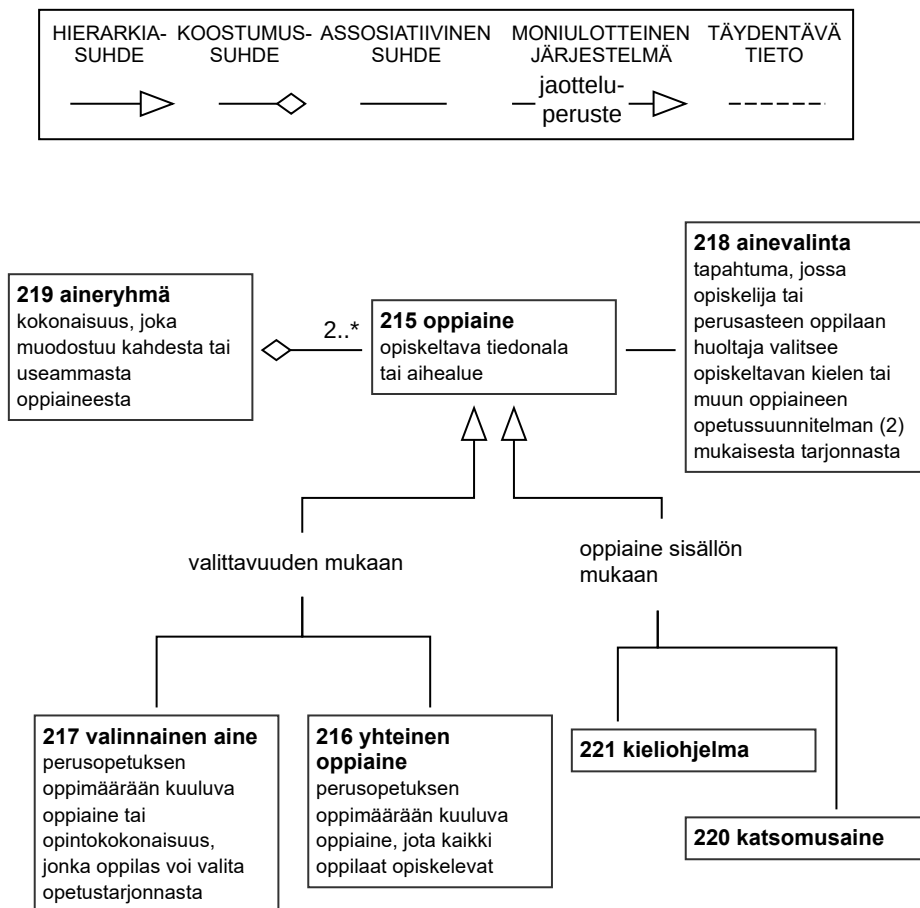 HIERARKIA-
SUHDE
KOOSTUMUS-
SUHDE
ASSOSIATIIVINEN
SUHDE
MONIULOTTEINEN
JÄRJESTELMÄ
TÄYDENTÄVÄ
TIETO
jaottelu-
peruste
219 aineryhmä
kokonaisuus, joka
muodostuu kahdesta tai
useammasta
oppiaineesta
2..*
215 oppiaine
opiskeltava tiedonala
tai aihealue
218 ainevalinta
tapahtuma, jossa
opiskelija tai
perusasteen oppilaan
huoltaja valitsee
opiskeltavan kielen tai
muun oppiaineen
opetussuunnitelman (2)
mukaisesta tarjonnasta
valittavuuden mukaan
oppiaine sisällön
mukaan
217 valinnainen aine
perusopetuksen
oppimäärään kuuluva
oppiaine tai
opintokokonaisuus,
jonka oppilas voi valita
opetustarjonnasta
216 yhteinen
oppiaine
perusopetuksen
oppimäärään kuuluva
oppiaine, jota kaikki
oppilaat opiskelevat
221 kieliohjelma
220 katsomusaine